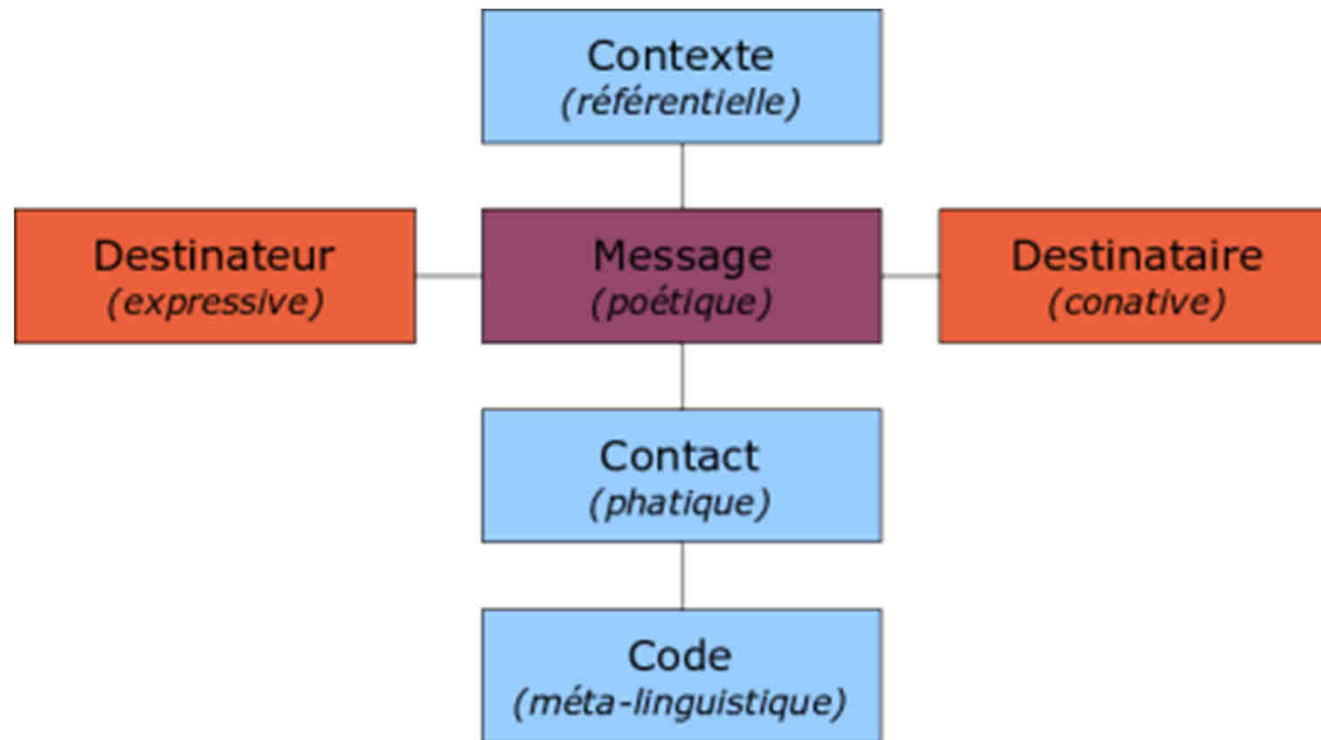 Contexte
(référentielle)
Destinateur
(expressive)
Message
(poétique)
Destinataire
(conative)
Contact
(phatique)
Code
(méta-linguistique)